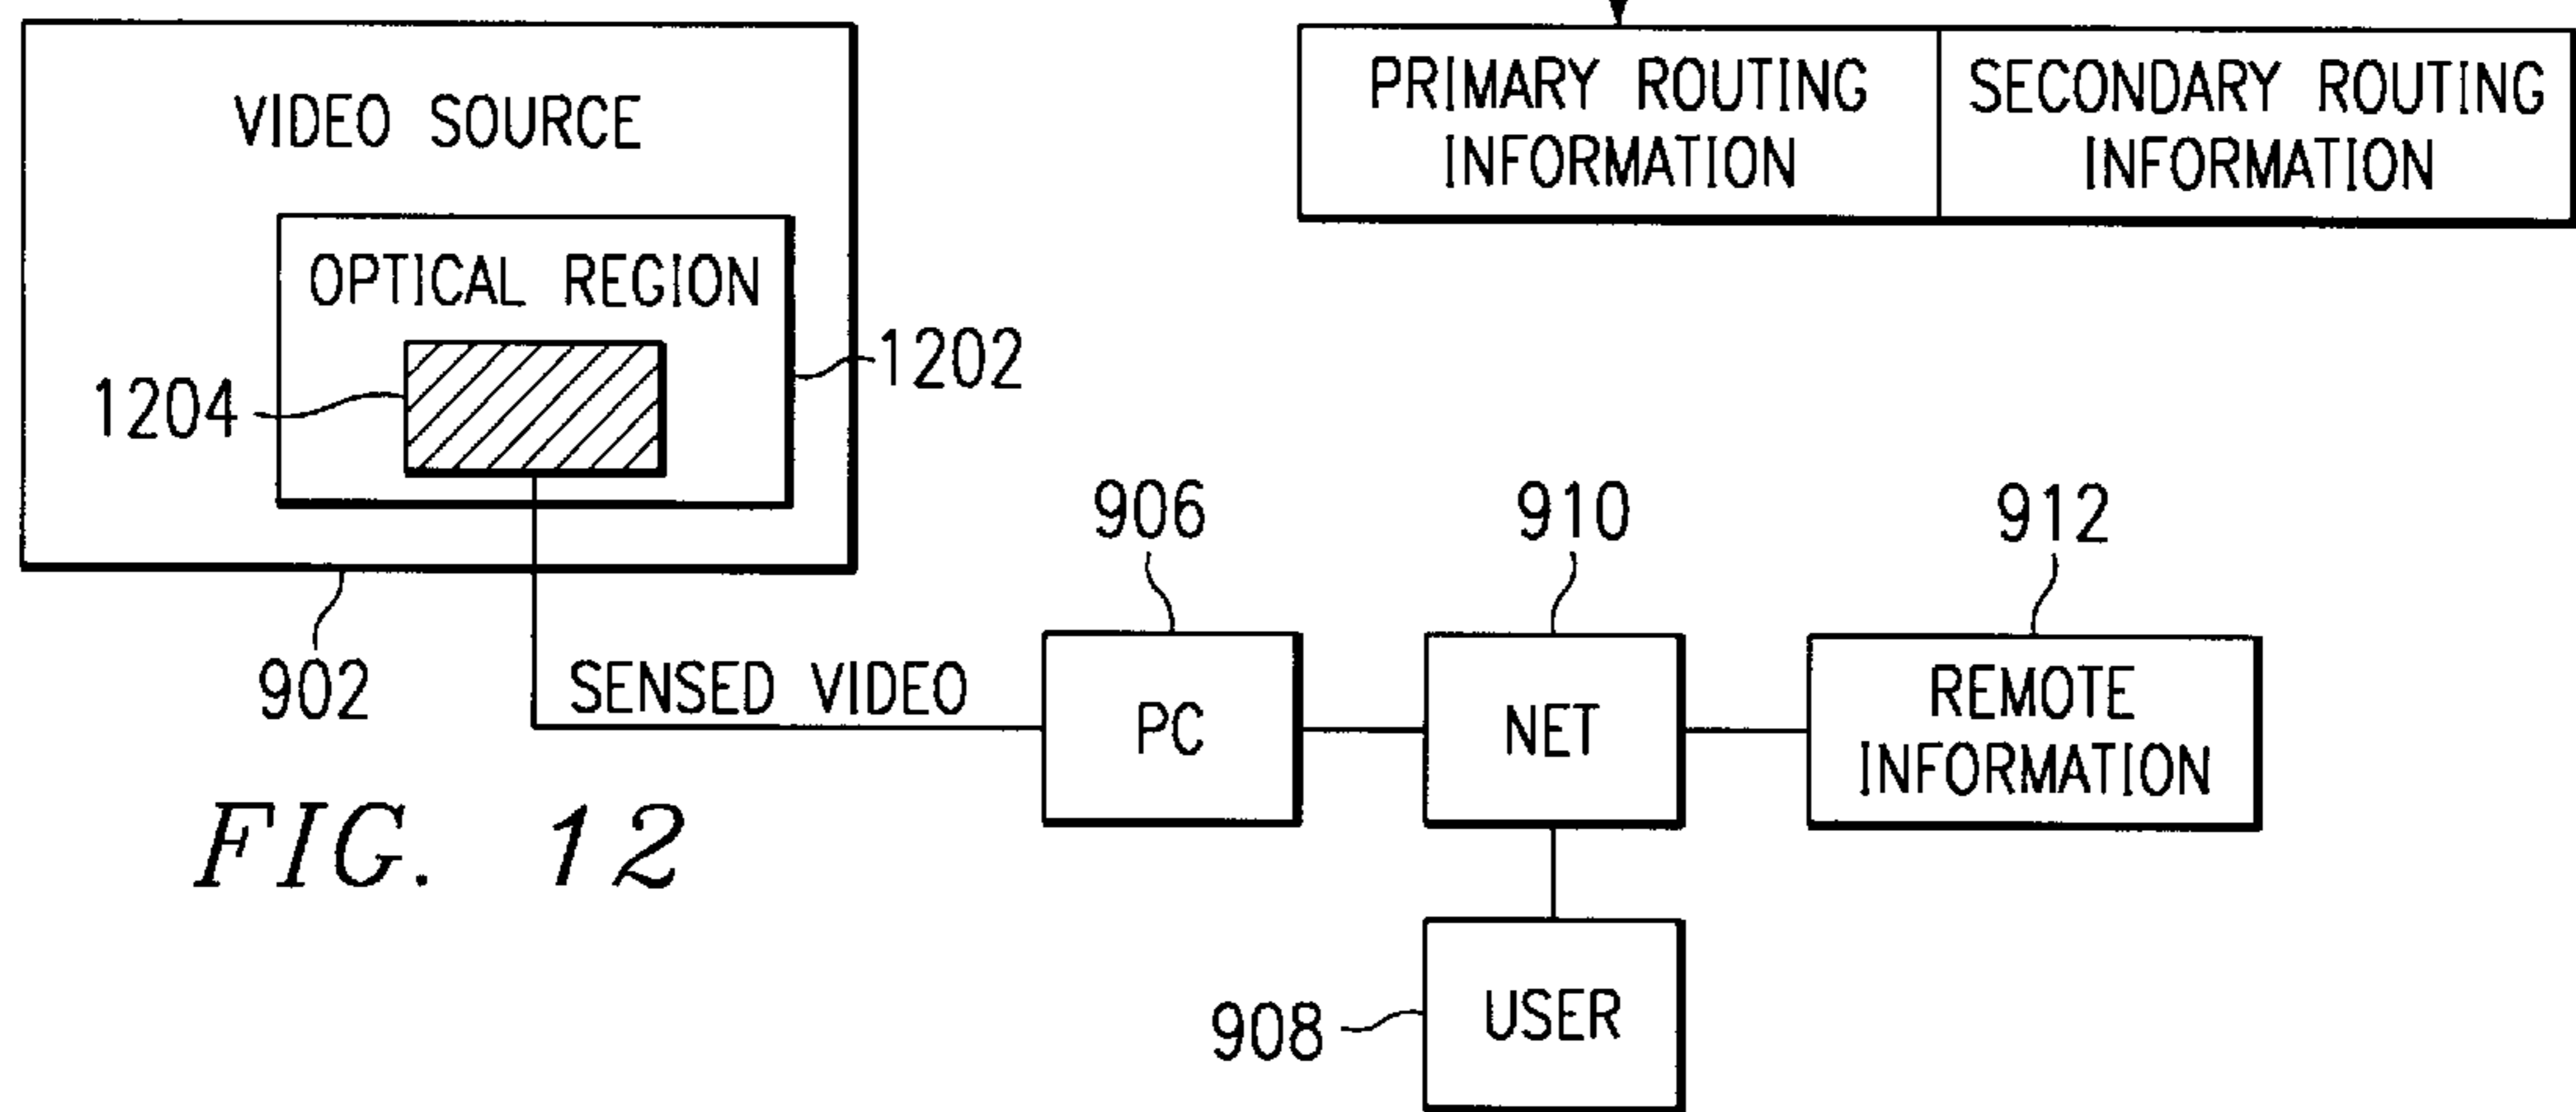 PRIMARY ROUTING
INFORMATION
SECONDARY ROUTING
INFORMATION
VIDEO SOURCE
OPTICAL REGION
1202
1204
902
SENSED VIDEO
906
PC
910
NET
912
REMOTE
INFORMATION
908
USER
FIG. 12